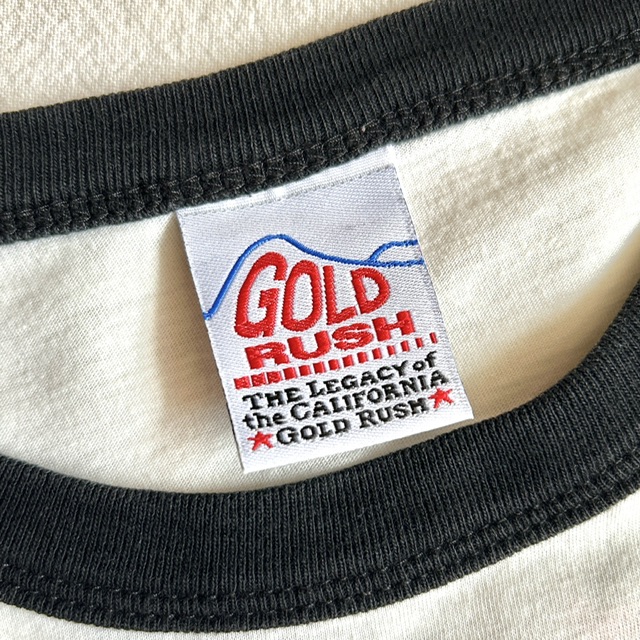 GOLD
RUSH
THE LEGACY of
the CALIFORNIA
GOLD RUSH